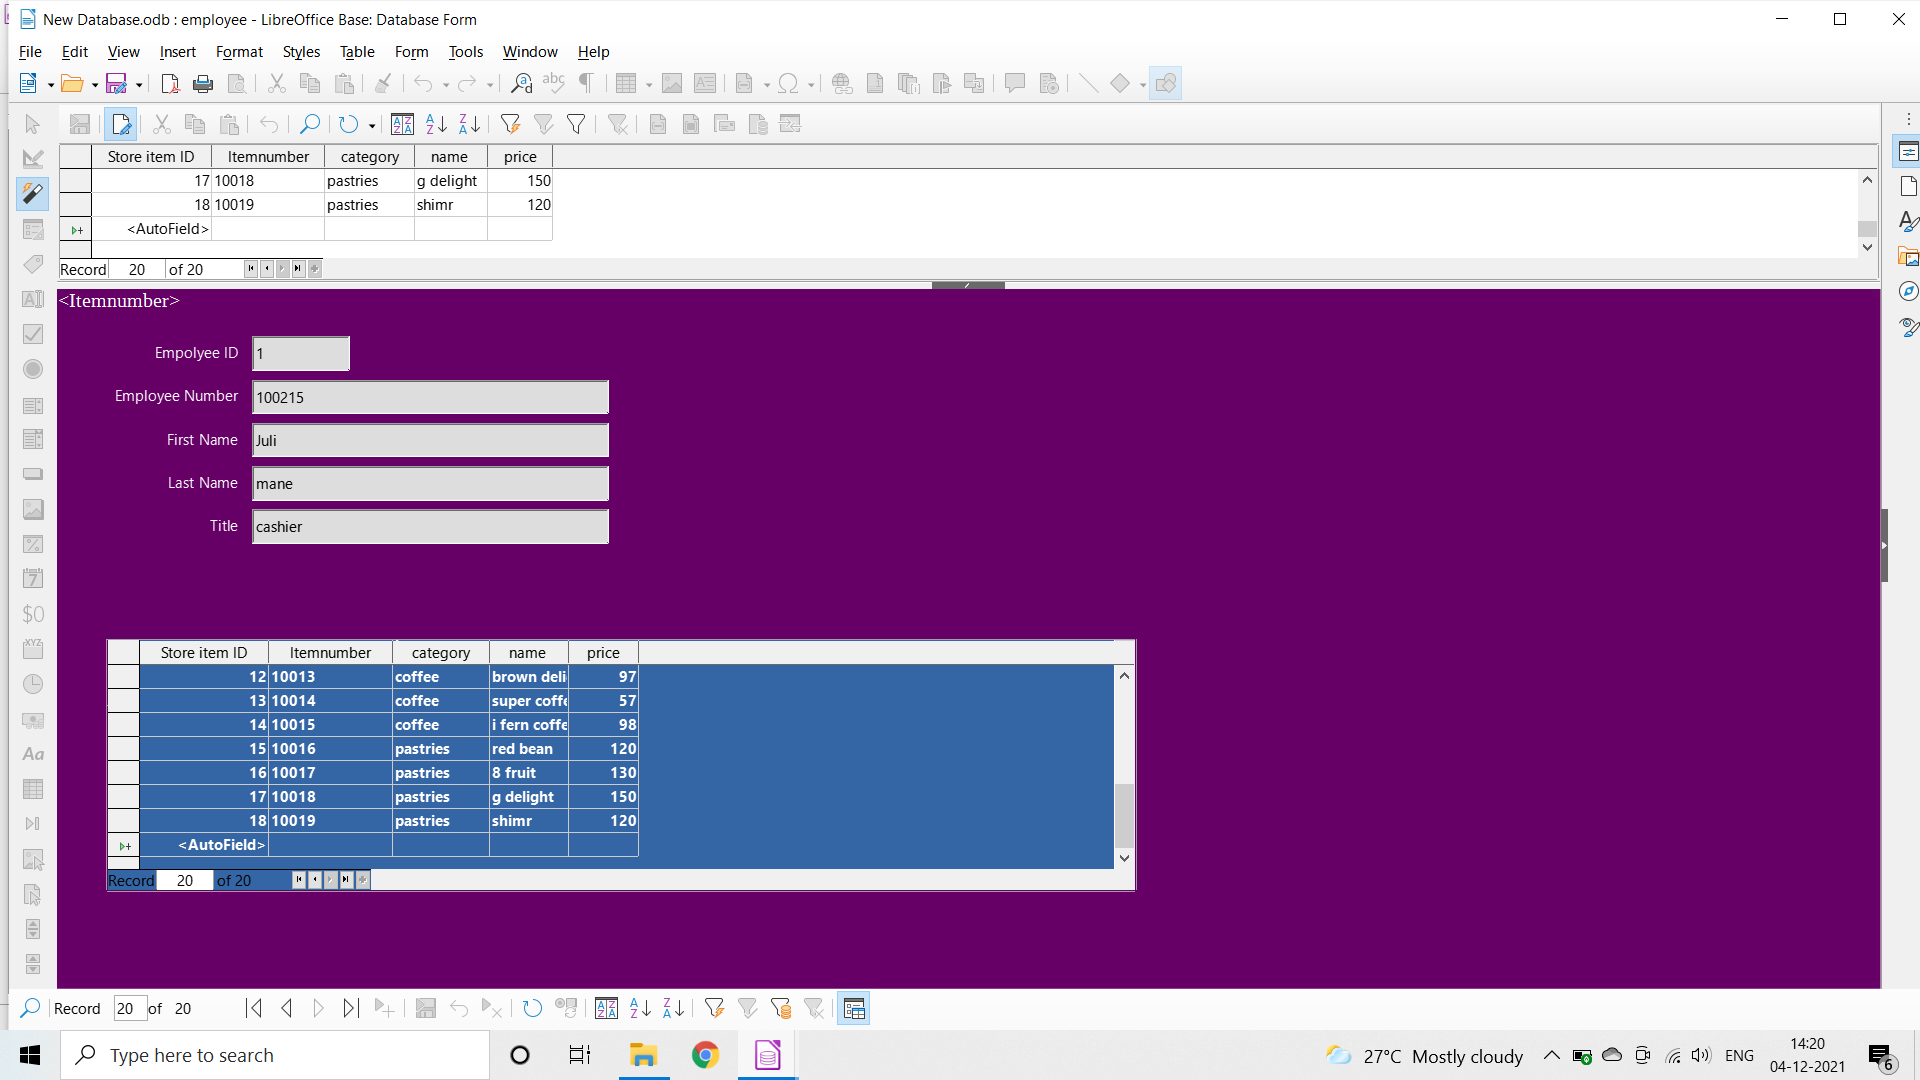 New Database.odb : employee - LibreOffice Base: Database Form
File Edit View Insert Format Styles Table Form Tools Window Help
Store item ID Itemnumber category name price
17 10018 pastries g delight 150
18 10019 pastries shimr 120
<AutoField>
Record 20 of 20
<Itemnumber>
Empolyee ID 1
Employee Number 100215
First Name Juli
Last Name mane
Title cashier
Store item ID Itemnumber category name price
12 10013 coffee brown deli 97
13 10014 coffee super coffe 57
14 10015 coffee i fern coffe 98
15 10016 pastries red bean 120
16 10017 pastries 8 fruit 130
17 10018 pastries g delight 150
18 10019 pastries shimr 120
<AutoField>
Record 20 of 20
Record 20 of 20
Type here to search
27°C Mostly cloudy
ENG
14:20
04-12-2021
6